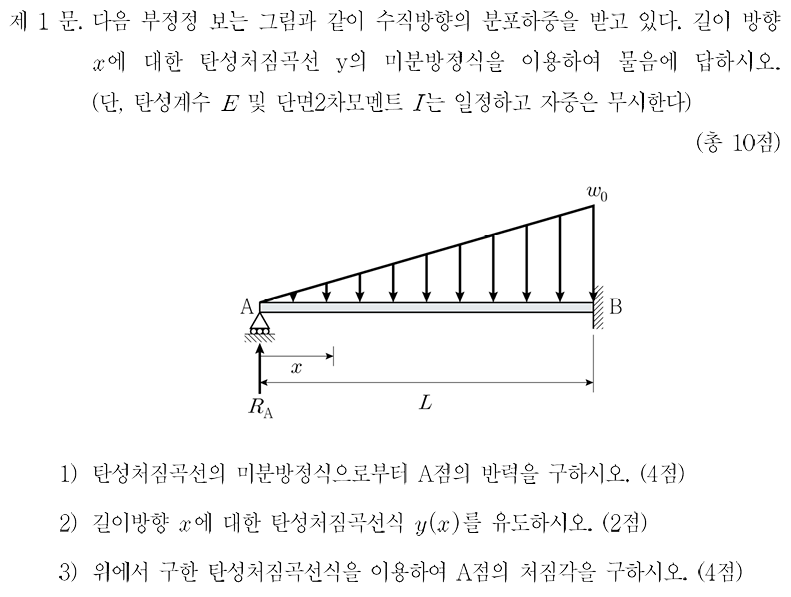 제 1 문. 다음 부정정 보는 그림과 같이 수직방향의 분포하중을 받고 있다. 길이 방향
x에 대한 탄성처짐곡선 y의 미분방정식을 이용하여 물음에 답하시오.
(단, 탄성계수 E 및 단면2차모멘트 I는 일정하고 자중은 무시한다)
(총 10점)
w₀
A
B
x
L
R_A
1) 탄성처짐곡선의 미분방정식으로부터 A점의 반력을 구하시오. (4점)
2) 길이방향 x에 대한 탄성처짐곡선식 y(x)를 유도하시오. (2점)
3) 위에서 구한 탄성처짐곡선식을 이용하여 A점의 처짐각을 구하시오. (4점)